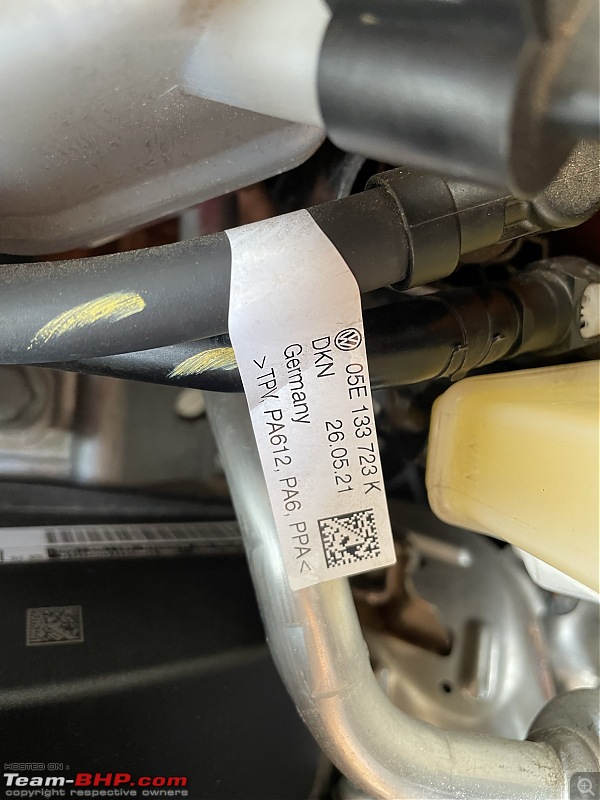 05E 133 723 K
DKN 26.05.21
Germany
>TPV, PA612, PA6, PPA<
HOSTED ON :
Team-BHP.com
copyright respective owners